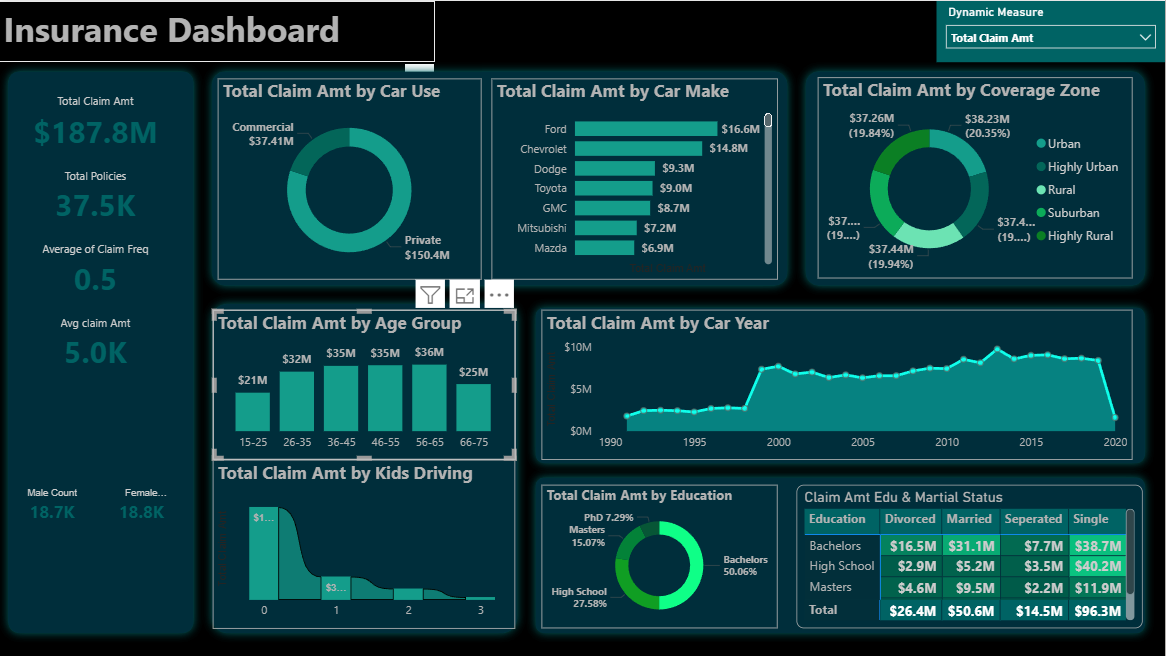 Insurance Dashboard
Dynamic Measure
Total Claim Amt
Total Claim Amt
$187.8M
Total Policies
37.5K
Average of Claim Freq
0.5
Avg claim Amt
5.0K
Male Count
Female...
18.7K
18.8K
Total Claim Amt by Car Use
Commercial
$37.41M
Private
$150.4M
Total Claim Amt by Car Make
Ford
$16.6M
Chevrolet
$14.8M
Dodge
$9.3M
Toyota
$9.0M
GMC
$8.7M
Mitsubishi
$7.2M
Mazda
$6.9M
Total Claim Amt by Coverage Zone
$37.26M
(19.84%)
$38.23M
(20.35%)
$37....
(19....)
$37.4...
(19....)
$37.44M
(19.94%)
Urban
Highly Urban
Rural
Suburban
Highly Rural
Total Claim Amt by Age Group
$21M
$32M
$35M
$35M
$36M
$25M
15-25
26-35
36-45
46-55
56-65
66-75
Total Claim Amt by Car Year
$10M
$5M
$0M
1990
1995
2000
2005
2010
2015
2020
Total Claim Amt by Kids Driving
$1...
$3...
0
1
2
3
Total Claim Amt by Education
PhD 7.29%
Masters
15.07%
High School
27.58%
Bachelors
50.06%
Claim Amt Edu & Martial Status
Education Divorced Married Seperated Single
Bachelors $16.5M $31.1M $7.7M $38.7M
High School $2.9M $5.2M $3.5M $40.2M
Masters $4.6M $9.5M $2.2M $11.9M
Total $26.4M $50.6M $14.5M $96.3M